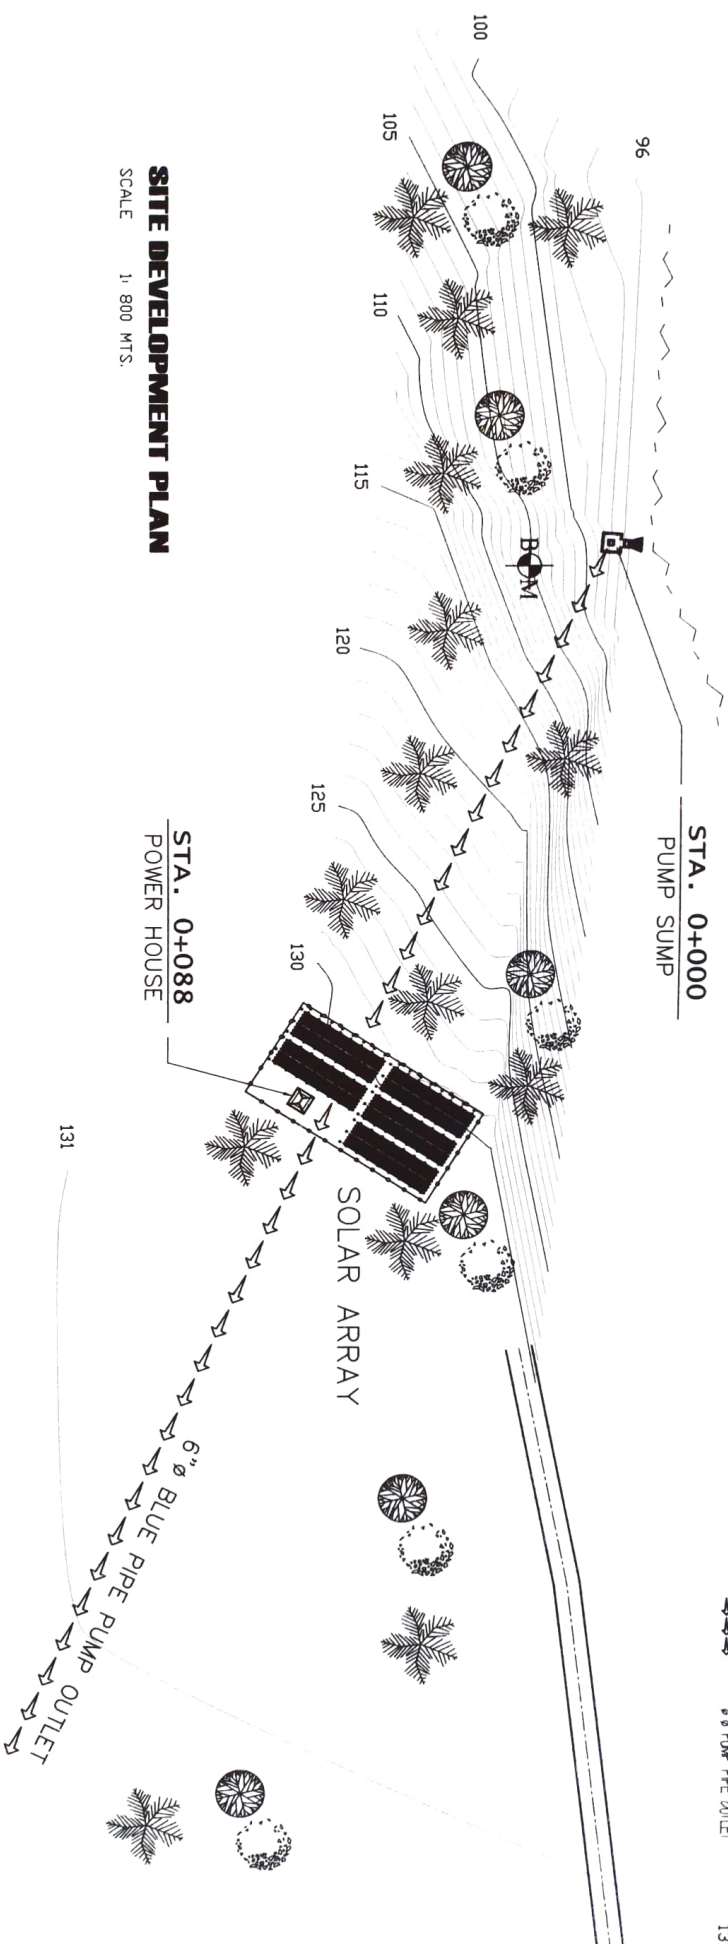 100
96
105
110
115
120
125
130
131
B M
STA. 0+000
PUMP SUMP
STA. 0+088
POWER HOUSE
SOLAR ARRAY
6"ø BLUE PIPE PUMP OUTLET
SITE DEVELOPMENT PLAN
SCALE 1: 800 MTS.